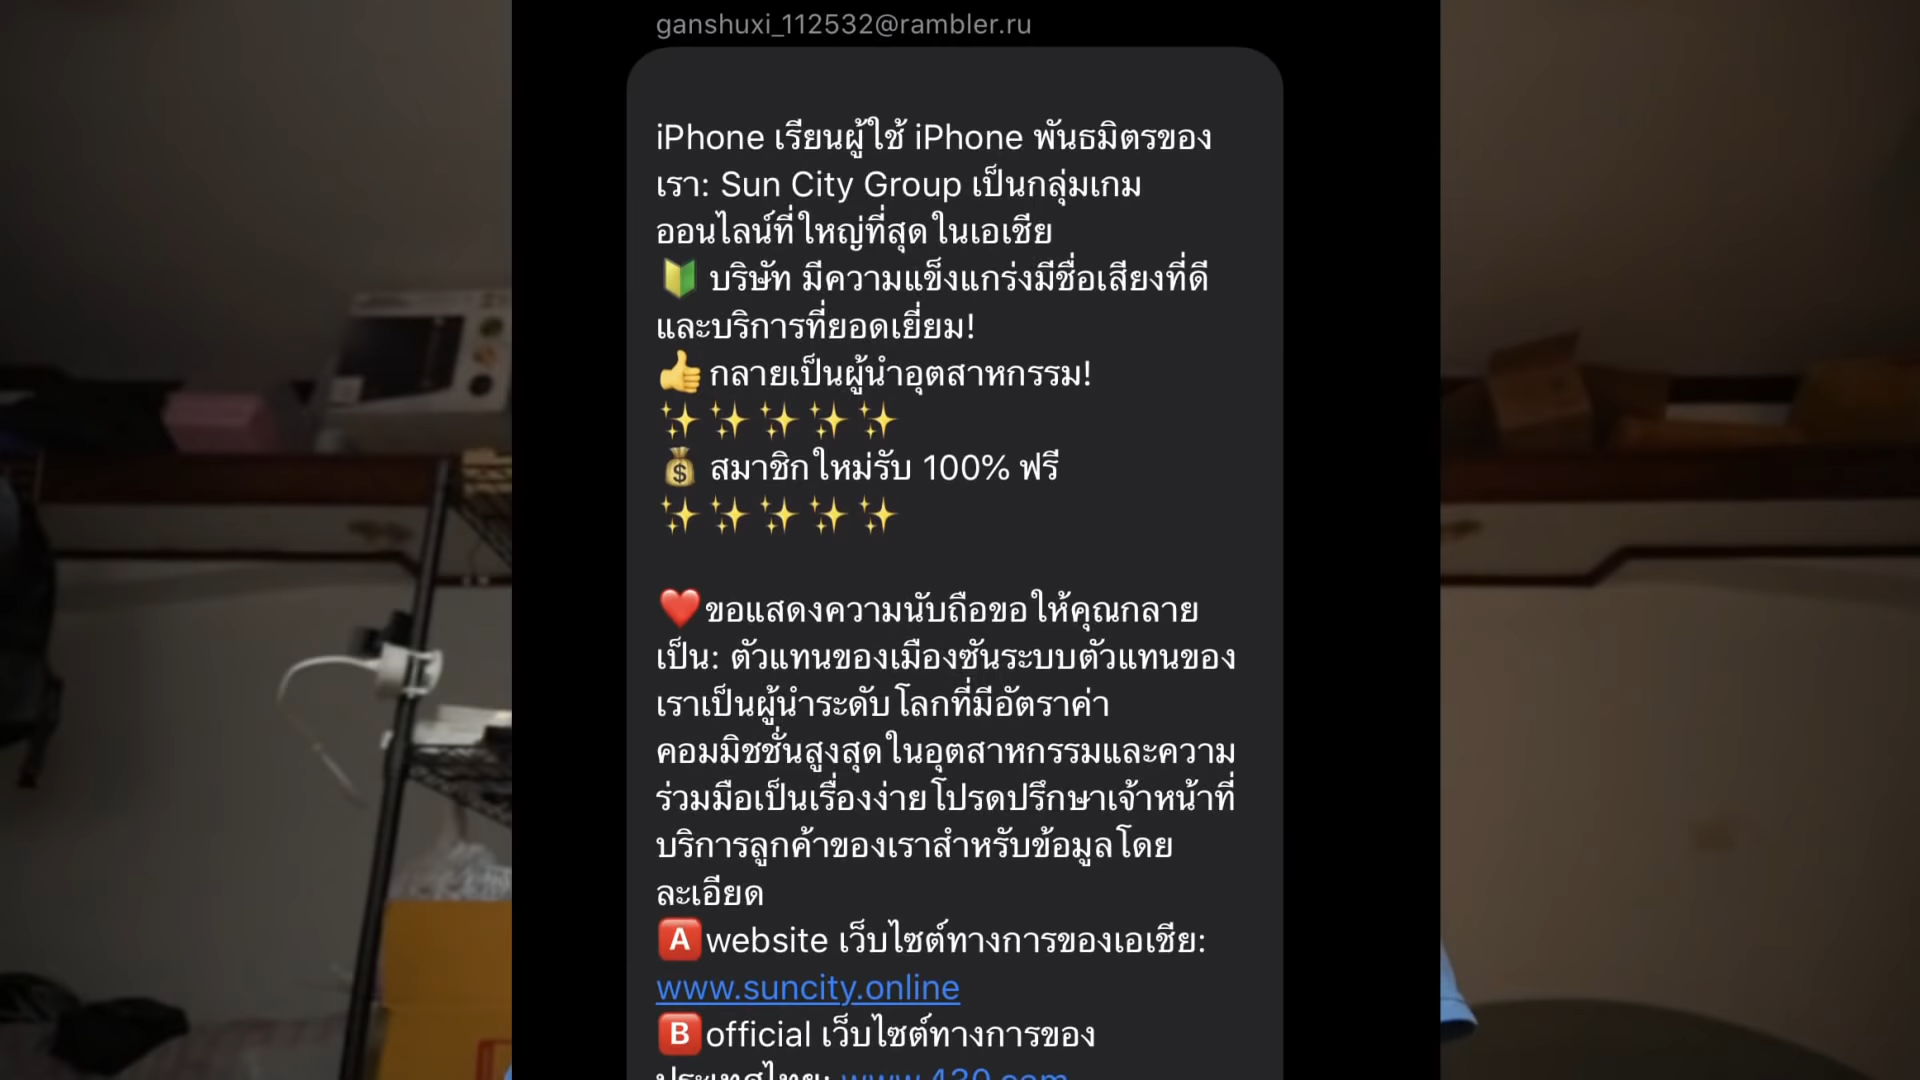 ganshuxi_112532@rambler.ru
iPhone เรียนผู้ใช้ iPhone พันธมิตรของ
เรา: Sun City Group เป็นกลุ่มเกม
ออนไลน์ที่ใหญ่ที่สุดในเอเชีย
🔰 บริษัท มีความแข็งแกร่งมีชื่อเสียงที่ดี
และบริการที่ยอดเยี่ยม!
👍กลายเป็นผู้นำอุตสาหกรรม!
✨✨✨✨✨
💰 สมาชิกใหม่รับ 100% ฟรี
✨✨✨✨✨
❤️ขอแสดงความนับถือขอให้คุณกลาย
เป็น: ตัวแทนของเมืองซันระบบตัวแทนของ
เราเป็นผู้นำระดับโลกที่มีอัตราค่า
คอมมิชชั่นสูงสุดในอุตสาหกรรมและความ
ร่วมมือเป็นเรื่องง่ายโปรดปรึกษาเจ้าหน้าที่
บริการลูกค้าของเราสำหรับข้อมูลโดย
ละเอียด
🅰️website เว็บไซต์ทางการของเอเชีย:
www.suncity.online
🅱️official เว็บไซต์ทางการของ
ประเทศไทย: www.430.com